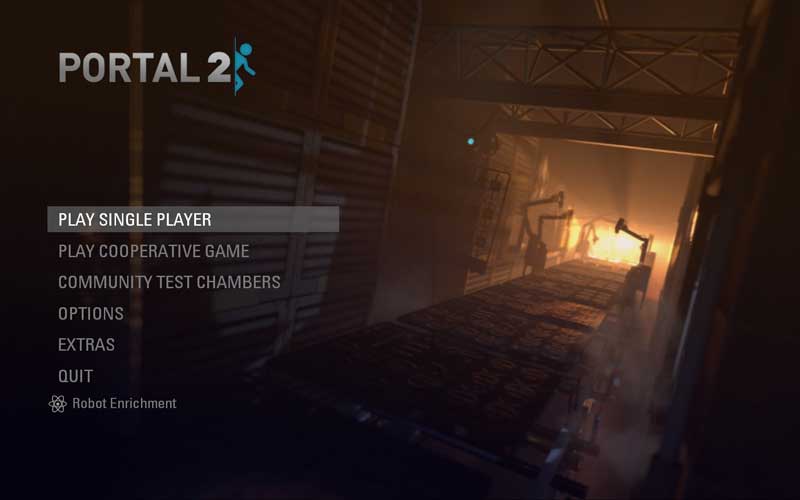 PORTAL 2
PLAY SINGLE PLAYER
PLAY COOPERATIVE GAME
COMMUNITY TEST CHAMBERS
OPTIONS
EXTRAS
QUIT
Robot Enrichment